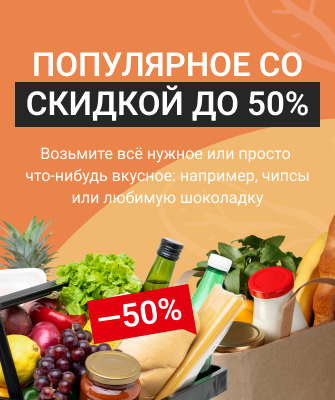 ПОПУЛЯРНОЕ СО
СКИДКОЙ ДО 50%
Возьмите всё нужное или просто
что-нибудь вкусное: например, чипсы
или любимую шоколадку
—50%